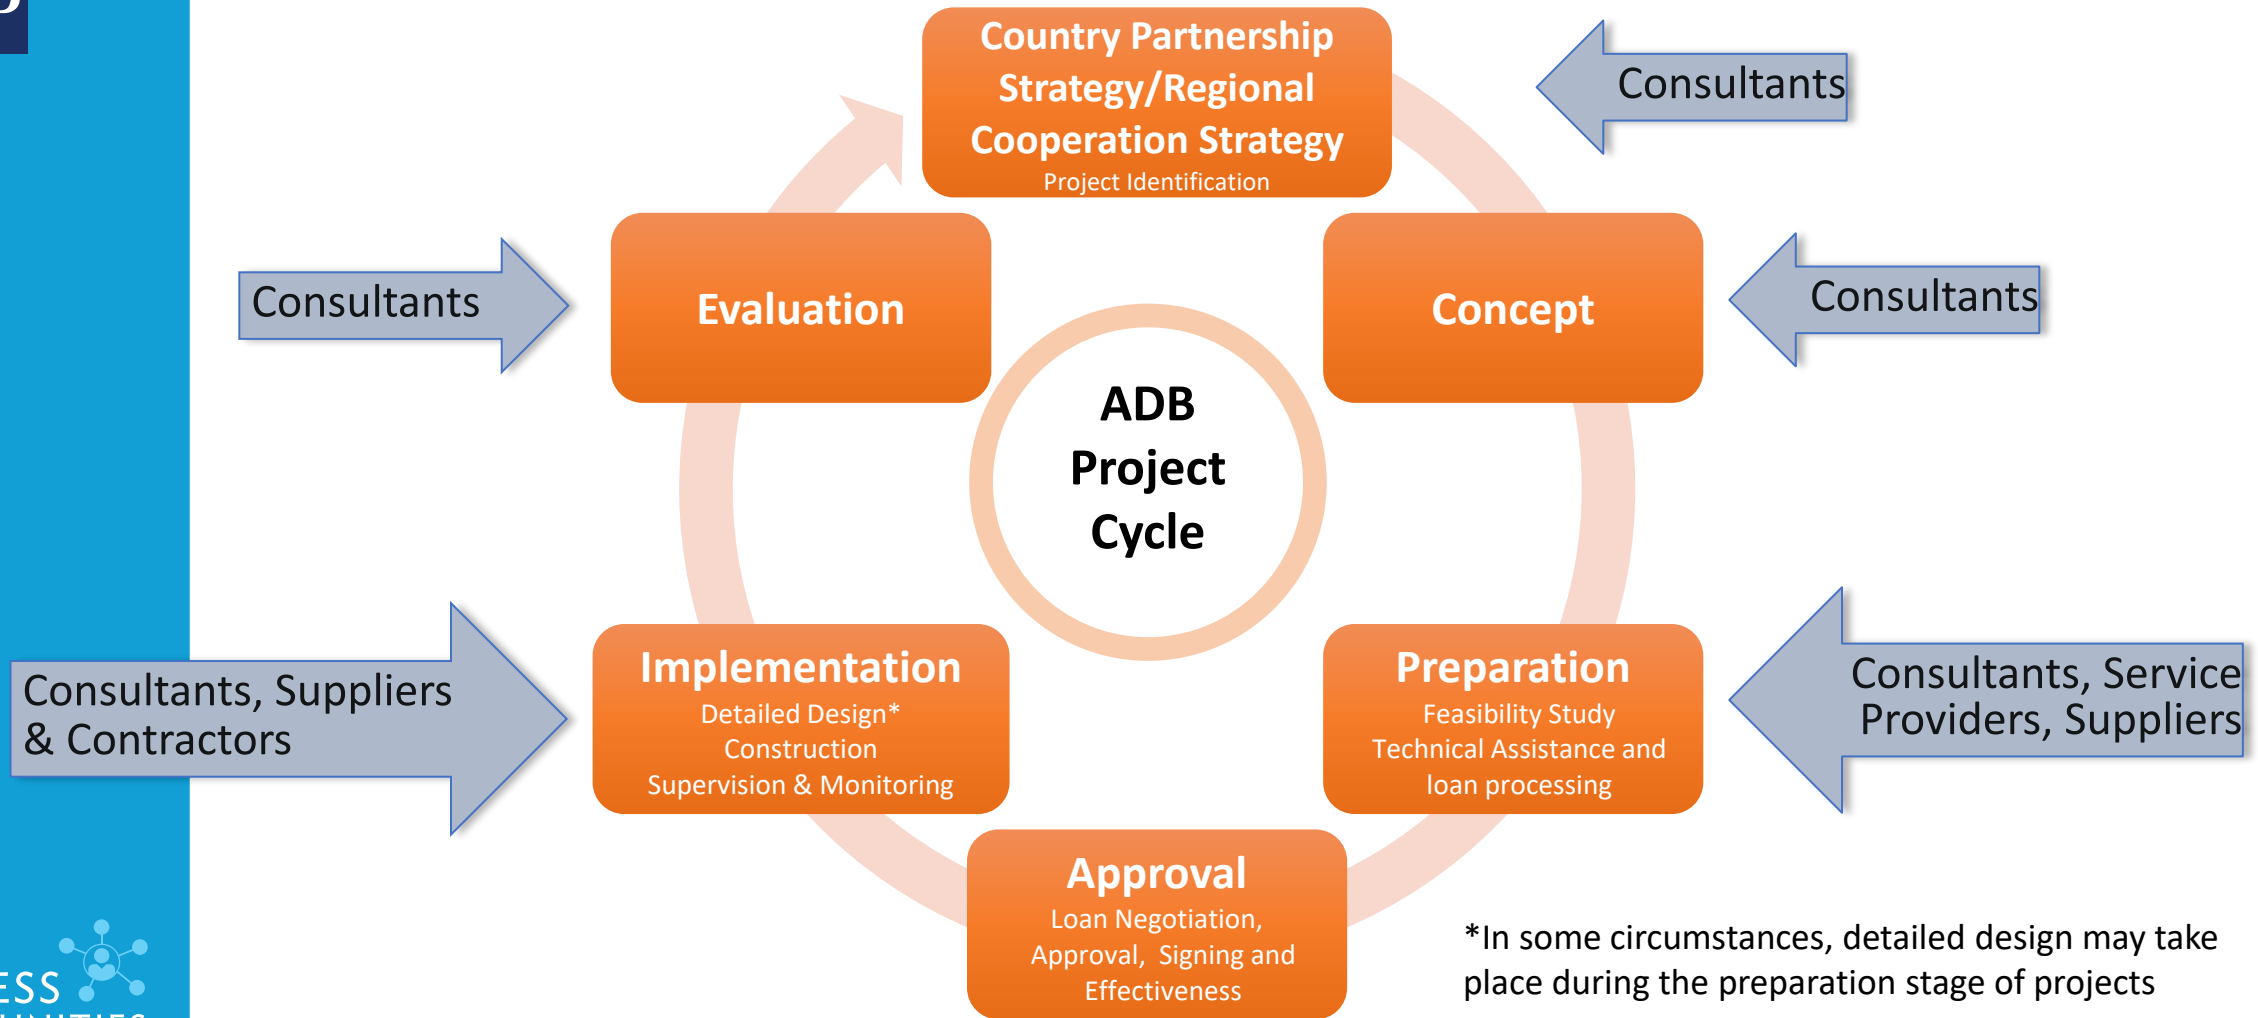 Country Partnership
Strategy/Regional
Cooperation Strategy
Project Identification
Consultants
Concept
Consultants
Preparation
Feasibility Study
Technical Assistance and
loan processing
Consultants, Service
Providers, Suppliers
Approval
Loan Negotiation,
Approval, Signing and
Effectiveness
Implementation
Detailed Design*
Construction
Supervision & Monitoring
Consultants, Suppliers
& Contractors
Evaluation
Consultants
ADB
Project
Cycle
*In some circumstances, detailed design may take
place during the preparation stage of projects